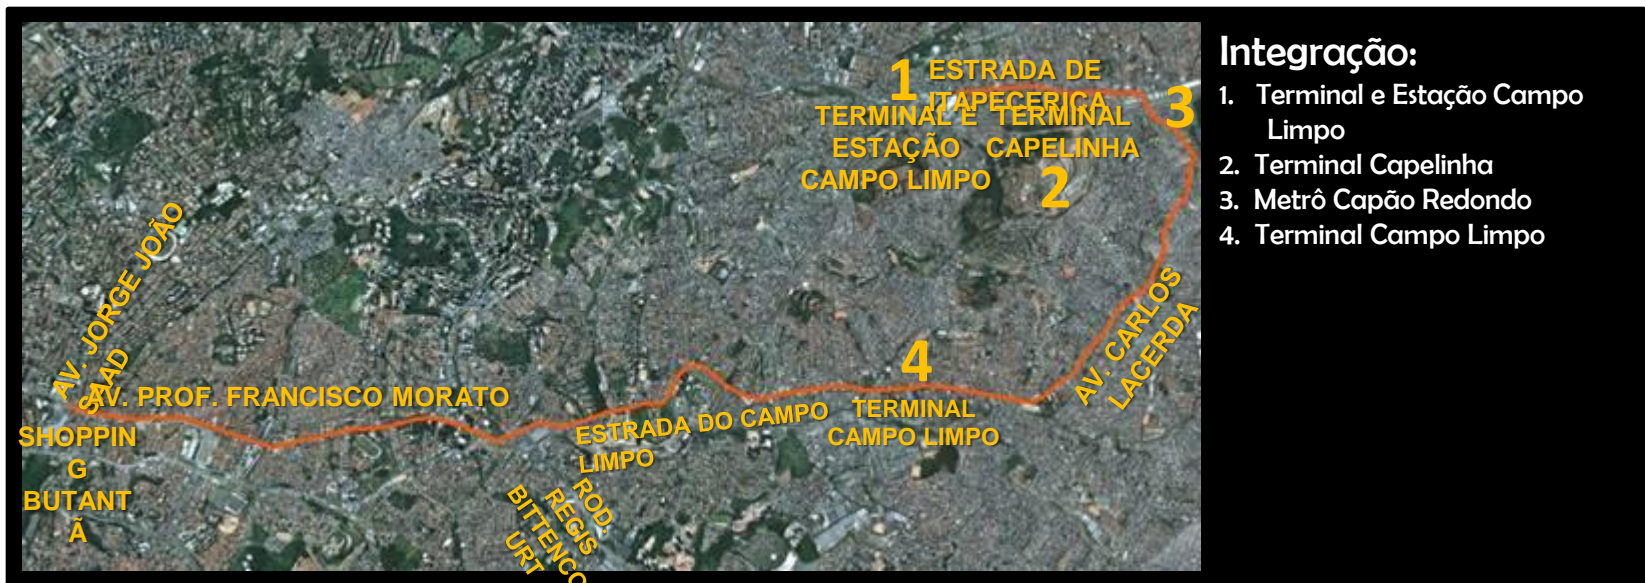 1
ESTRADA DE
ITAPECERICA
TERMINAL E
ESTAÇÃO
CAMPO LIMPO
TERMINAL
CAPELINHA
2
3
AV. JORGE JOÃO
SAAD
AV. PROF. FRANCISCO MORATO
SHOPPIN
G
BUTANT
Ã
ESTRADA DO CAMPO
LIMPO
ROD.
REGIS
BITTENCO
URT
4
TERMINAL
CAMPO LIMPO
AV. CARLOS
LACERDA
Integração:
1. Terminal e Estação Campo
Limpo
2. Terminal Capelinha
3. Metrô Capão Redondo
4. Terminal Campo Limpo